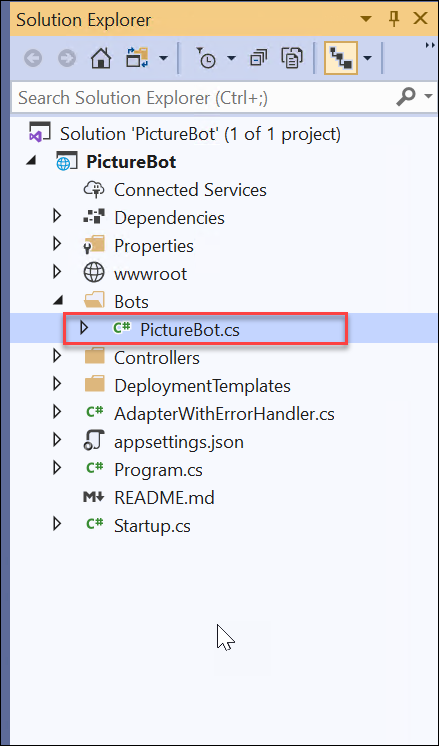 Solution Explorer
Search Solution Explorer (Ctrl+;)
Solution 'PictureBot' (1 of 1 project)
PictureBot
Connected Services
Dependencies
Properties
wwwroot
Bots
C# PictureBot.cs
Controllers
DeploymentTemplates
C# AdapterWithErrorHandler.cs
appsettings.json
C# Program.cs
README.md
C# Startup.cs